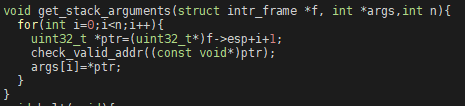 void get_stack_arguments(struct intr_frame *f, int *args,int n){
  for(int i=0;i<n;i++){
    uint32_t *ptr=(uint32_t*)f->esp+i+1;
    check_valid_addr((const void*)ptr);
    args[i]=*ptr;
  }
}